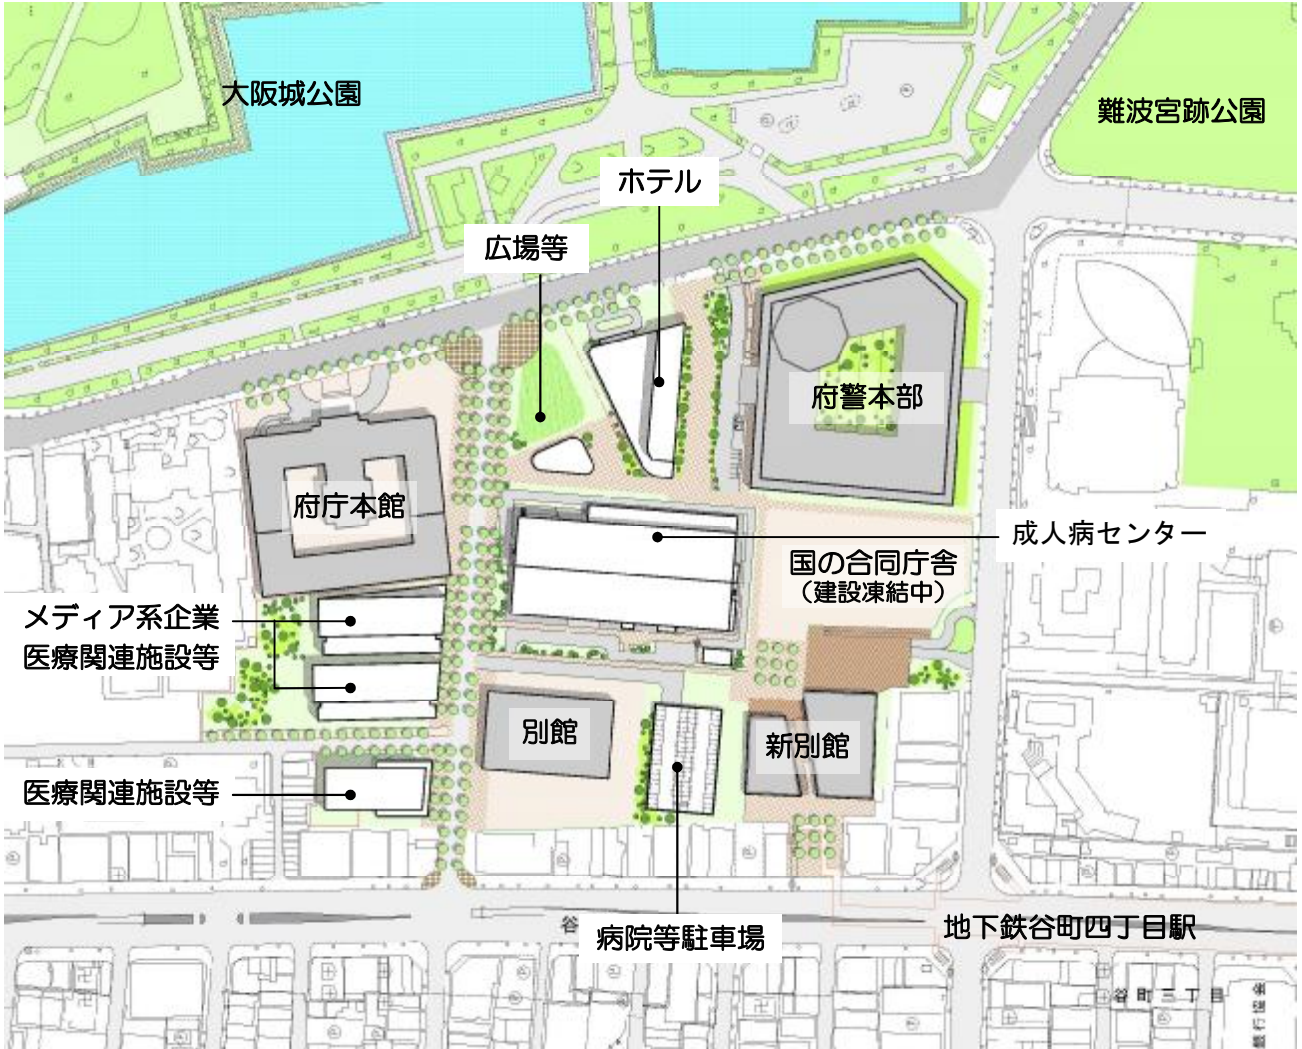 大阪城公園
難波宮跡公園
ホテル
広場等
府警本部
府庁本館
成人病センター
国の合同庁舎
（建設凍結中）
メディア系企業
医療関連施設等
別館
新別館
医療関連施設等
谷
病院等駐車場
地下鉄谷町四丁目駅
谷町三丁目